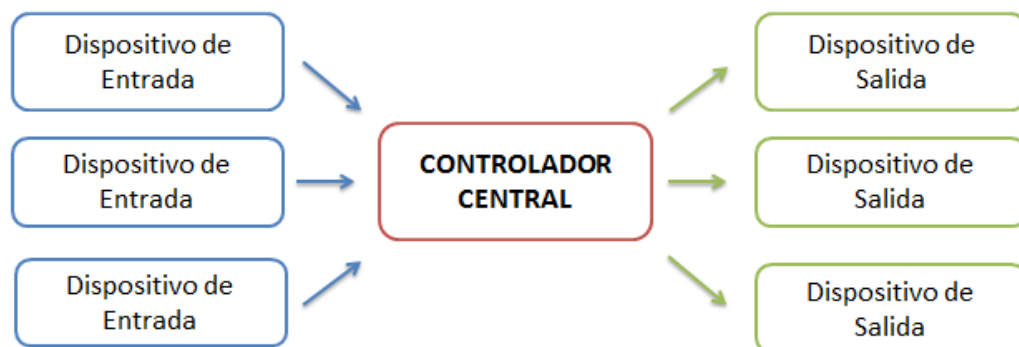 Dispositivo de
Entrada
Dispositivo de
Entrada
Dispositivo de
Entrada
CONTROLADOR
CENTRAL
Dispositivo de
Salida
Dispositivo de
Salida
Dispositivo de
Salida